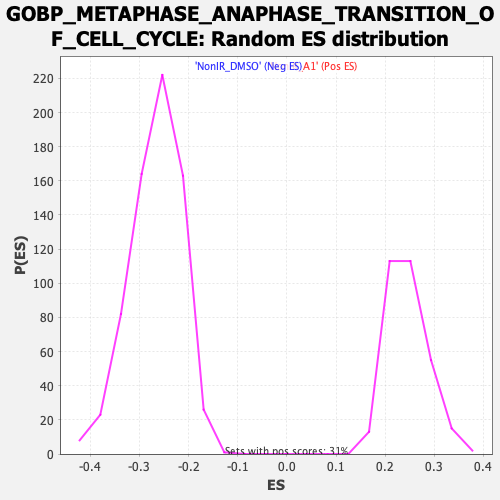 GOBP_METAPHASE_ANAPHASE_TRANSITION_O
F_CELL_CYCLE: Random ES distribution
'NonIR_DMSO' (Neg ES) A1' (Pos ES)
P(ES)
220
200
180
160
140
120
100
80
60
40
20
0
Sets with pos scores: 31%
-0.4 -0.3 -0.2 -0.1 0.0 0.1 0.2 0.3 0.4
ES